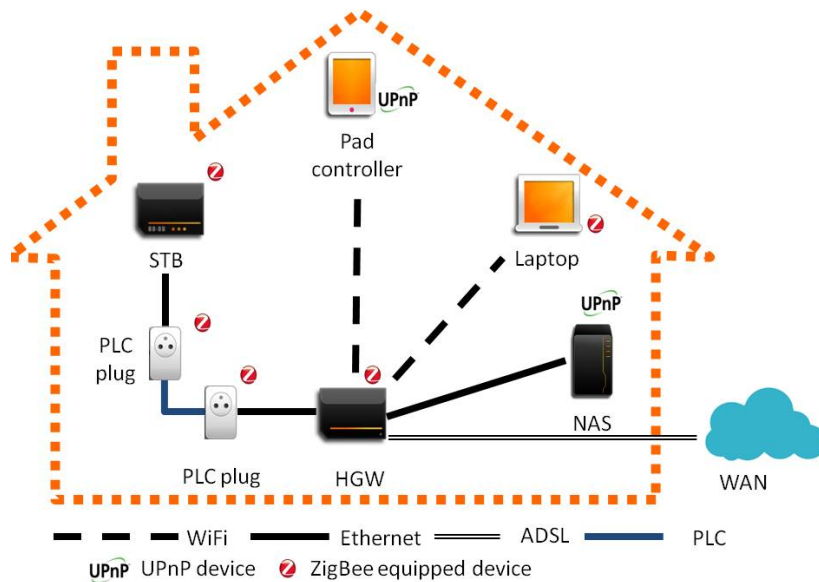 UPnP
Pad
controller
Z
STB
Z
Laptop
UPnP
Z
PLC
plug
Z
Z
NAS
PLC plug
HGW
WAN
WiFi
Ethernet
ADSL
PLC
UPnP UPnP device
Z ZigBee equipped device